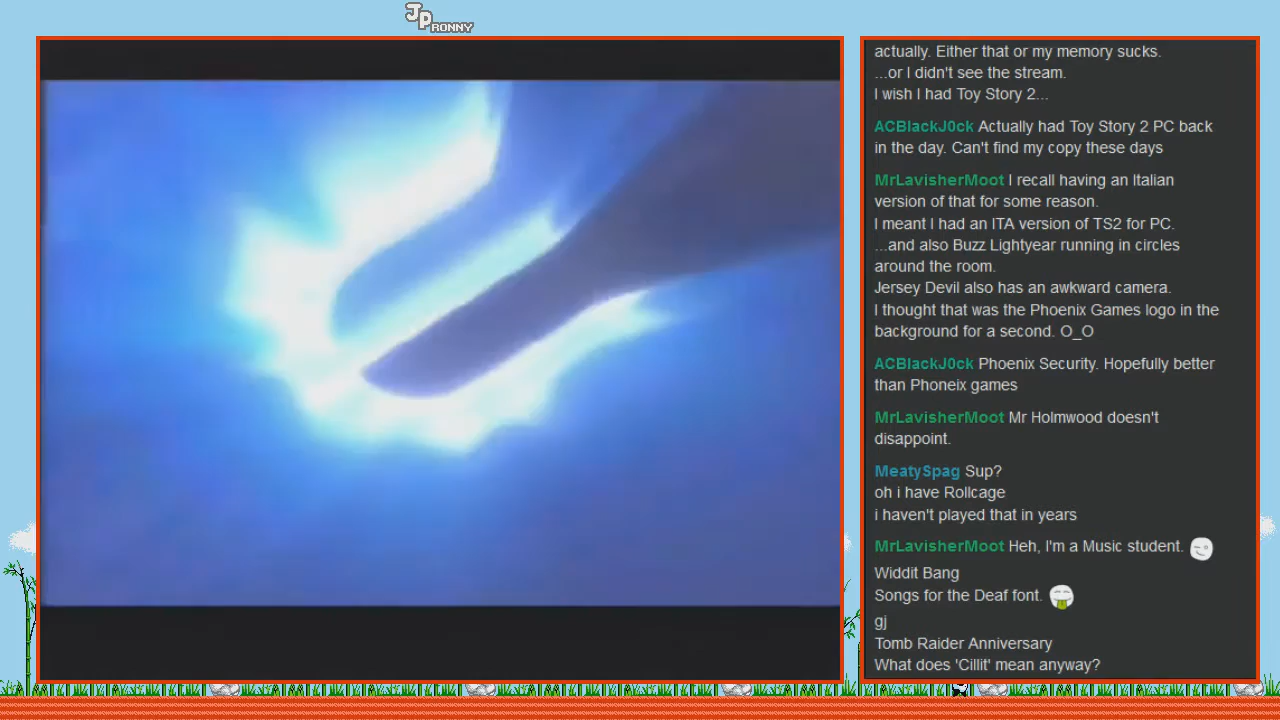 JP RONNY
actually. Either that or my memory sucks.
...or I didn't see the stream.
I wish I had Toy Story 2...
ACBlackJ0ck Actually had Toy Story 2 PC back
in the day. Can't find my copy these days
MrLavisherMoot I recall having an Italian
version of that for some reason.
I meant I had an ITA version of TS2 for PC.
...and also Buzz Lightyear running in circles
around the room.
Jersey Devil also has an awkward camera.
I thought that was the Phoenix Games logo in the
background for a second. O_O
ACBlackJ0ck Phoenix Security. Hopefully better
than Phoneix games
MrLavisherMoot Mr Holmwood doesn't
disappoint.
MeatySpag Sup?
oh i have Rollcage
i haven't played that in years
MrLavisherMoot Heh, I'm a Music student.
Widdit Bang
Songs for the Deaf font.
gj
Tomb Raider Anniversary
What does 'Cillit' mean anyway?